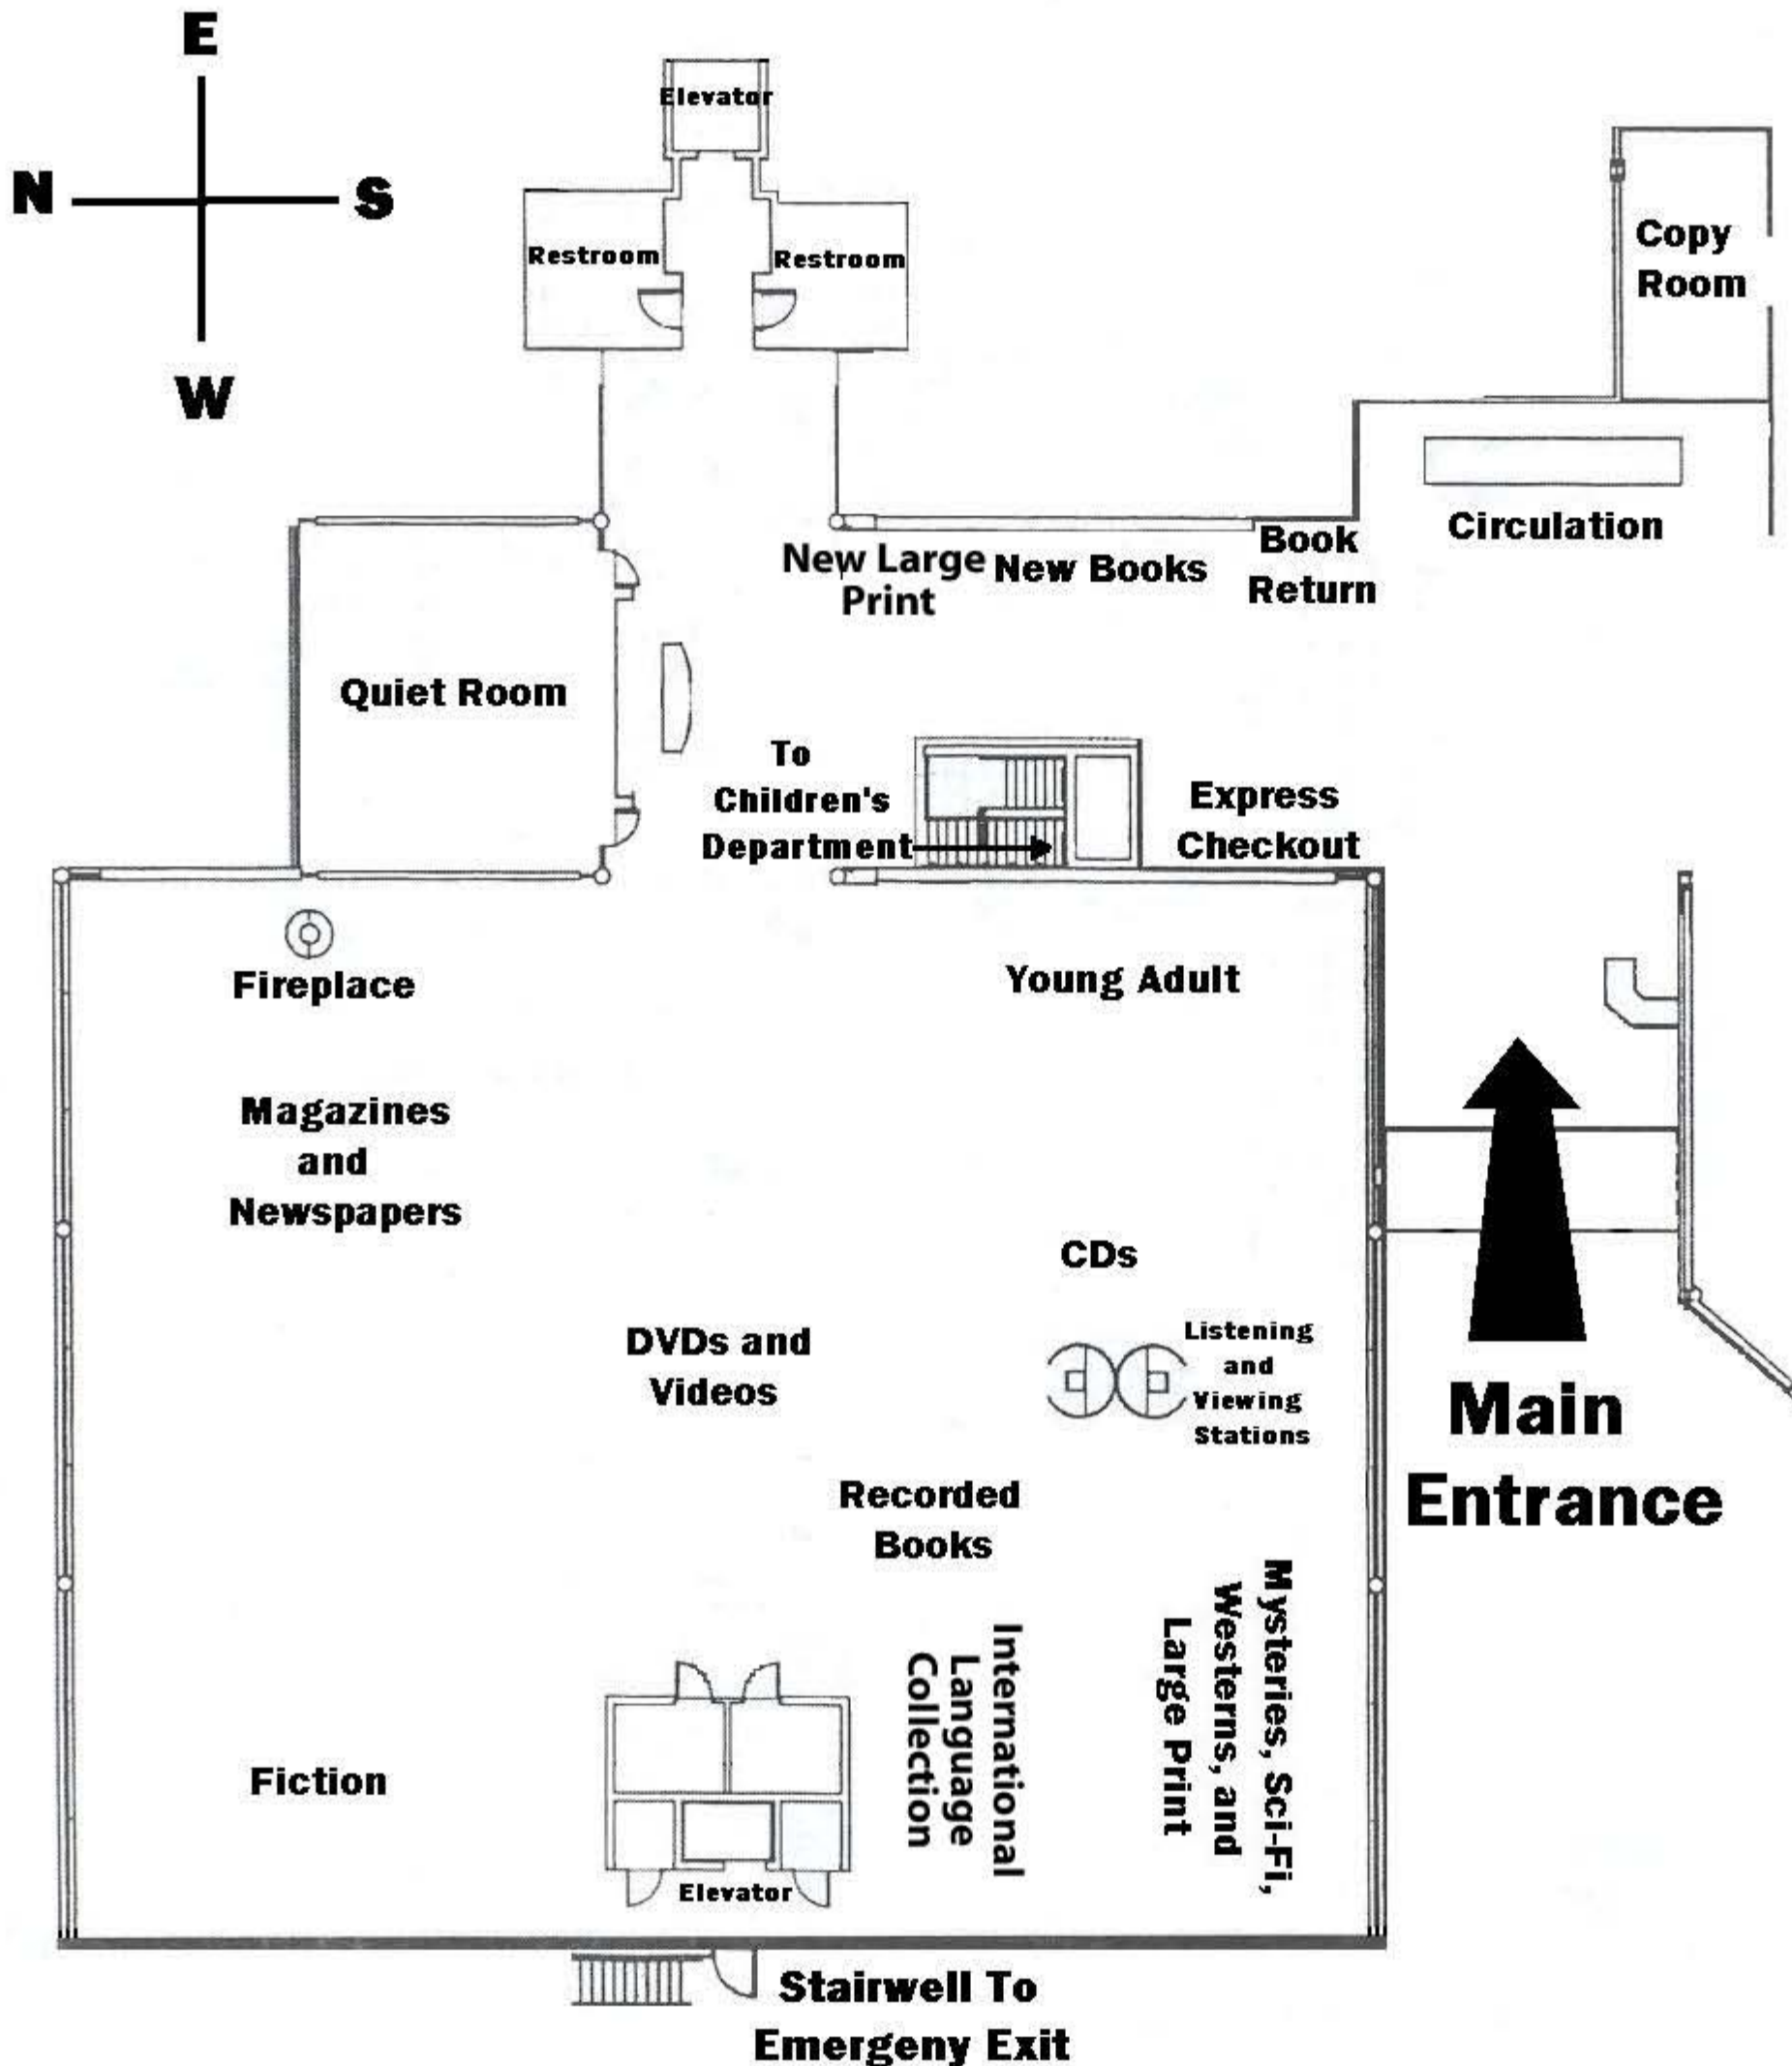 E
N
S
W
Elevator
Restroom
Restroom
Copy
Room
Circulation
New Large
Print
New Books
Book
Return
Quiet Room
To
Children's
Department
Express
Checkout
Fireplace
Young Adult
Magazines
and
Newspapers
CDs
DVDs and
Videos
Listening
and
Viewing
Stations
Main
Entrance
Recorded
Books
International
Language
Collection
Mysteries, Sci-Fi,
Westerns, and
Large Print
Fiction
Elevator
Stairwell To
Emergeny Exit